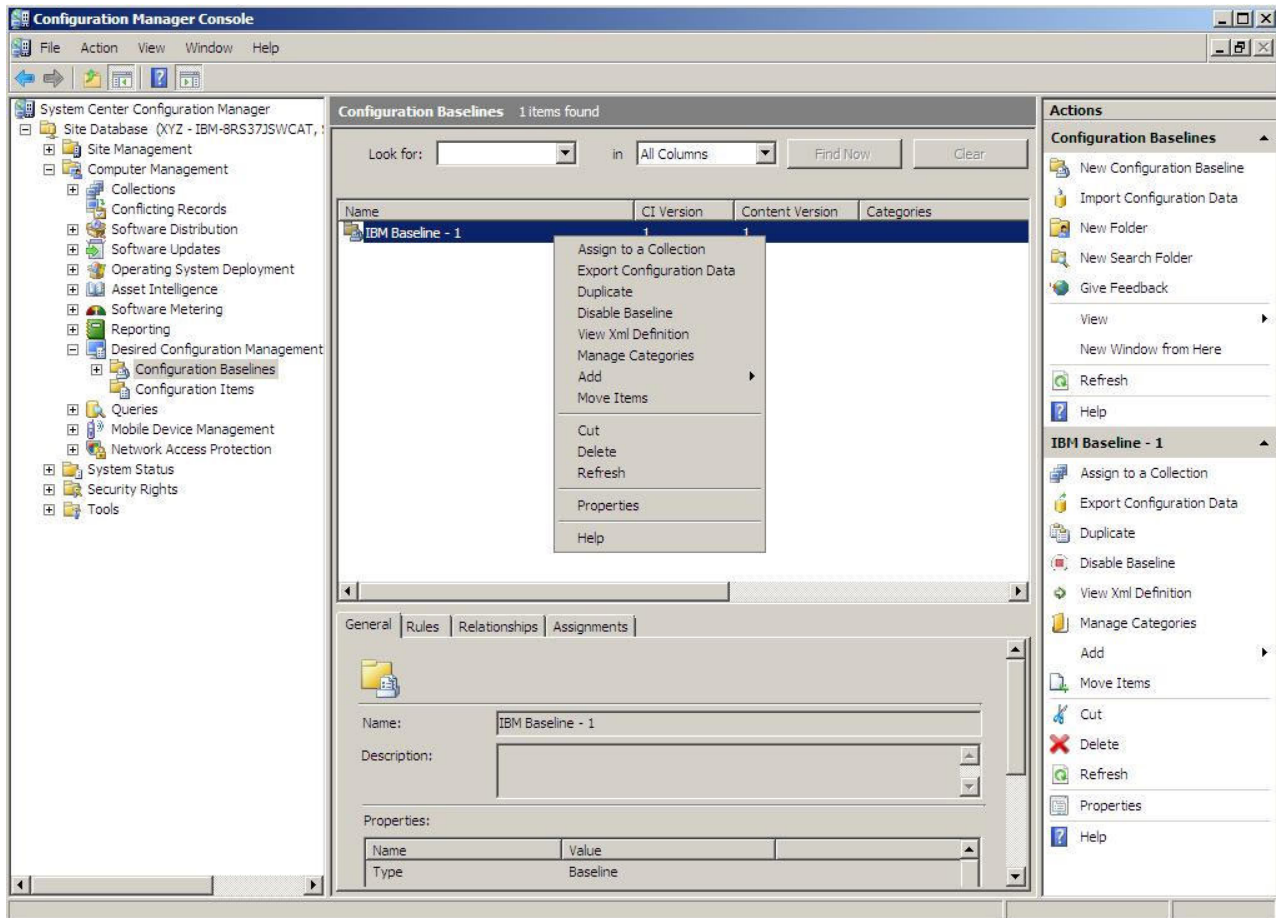 Configuration Manager Console
File Action View Window Help
System Center Configuration Manager
Site Database (XYZ - IBM-8RS37JSWCAT,
Site Management
Computer Management
Collections
Conflicting Records
Software Distribution
Software Updates
Operating System Deployment
Asset Intelligence
Software Metering
Reporting
Desired Configuration Management
Configuration Baselines
Configuration Items
Queries
Mobile Device Management
Network Access Protection
System Status
Security Rights
Tools
Configuration Baselines 1 items found
Look for: in All Columns Find Now Clear
Name CI Version Content Version Categories
IBM Baseline - 1 1 1
Assign to a Collection
Export Configuration Data
Duplicate
Disable Baseline
View Xml Definition
Manage Categories
Add
Move Items
Cut
Delete
Refresh
Properties
Help
General Rules Relationships Assignments
Name: IBM Baseline - 1
Description:
Properties:
Name Value
Type Baseline
Actions
Configuration Baselines
New Configuration Baseline
Import Configuration Data
New Folder
New Search Folder
Give Feedback
View
New Window from Here
Refresh
Help
IBM Baseline - 1
Assign to a Collection
Export Configuration Data
Duplicate
Disable Baseline
View Xml Definition
Manage Categories
Add
Move Items
Cut
Delete
Refresh
Properties
Help